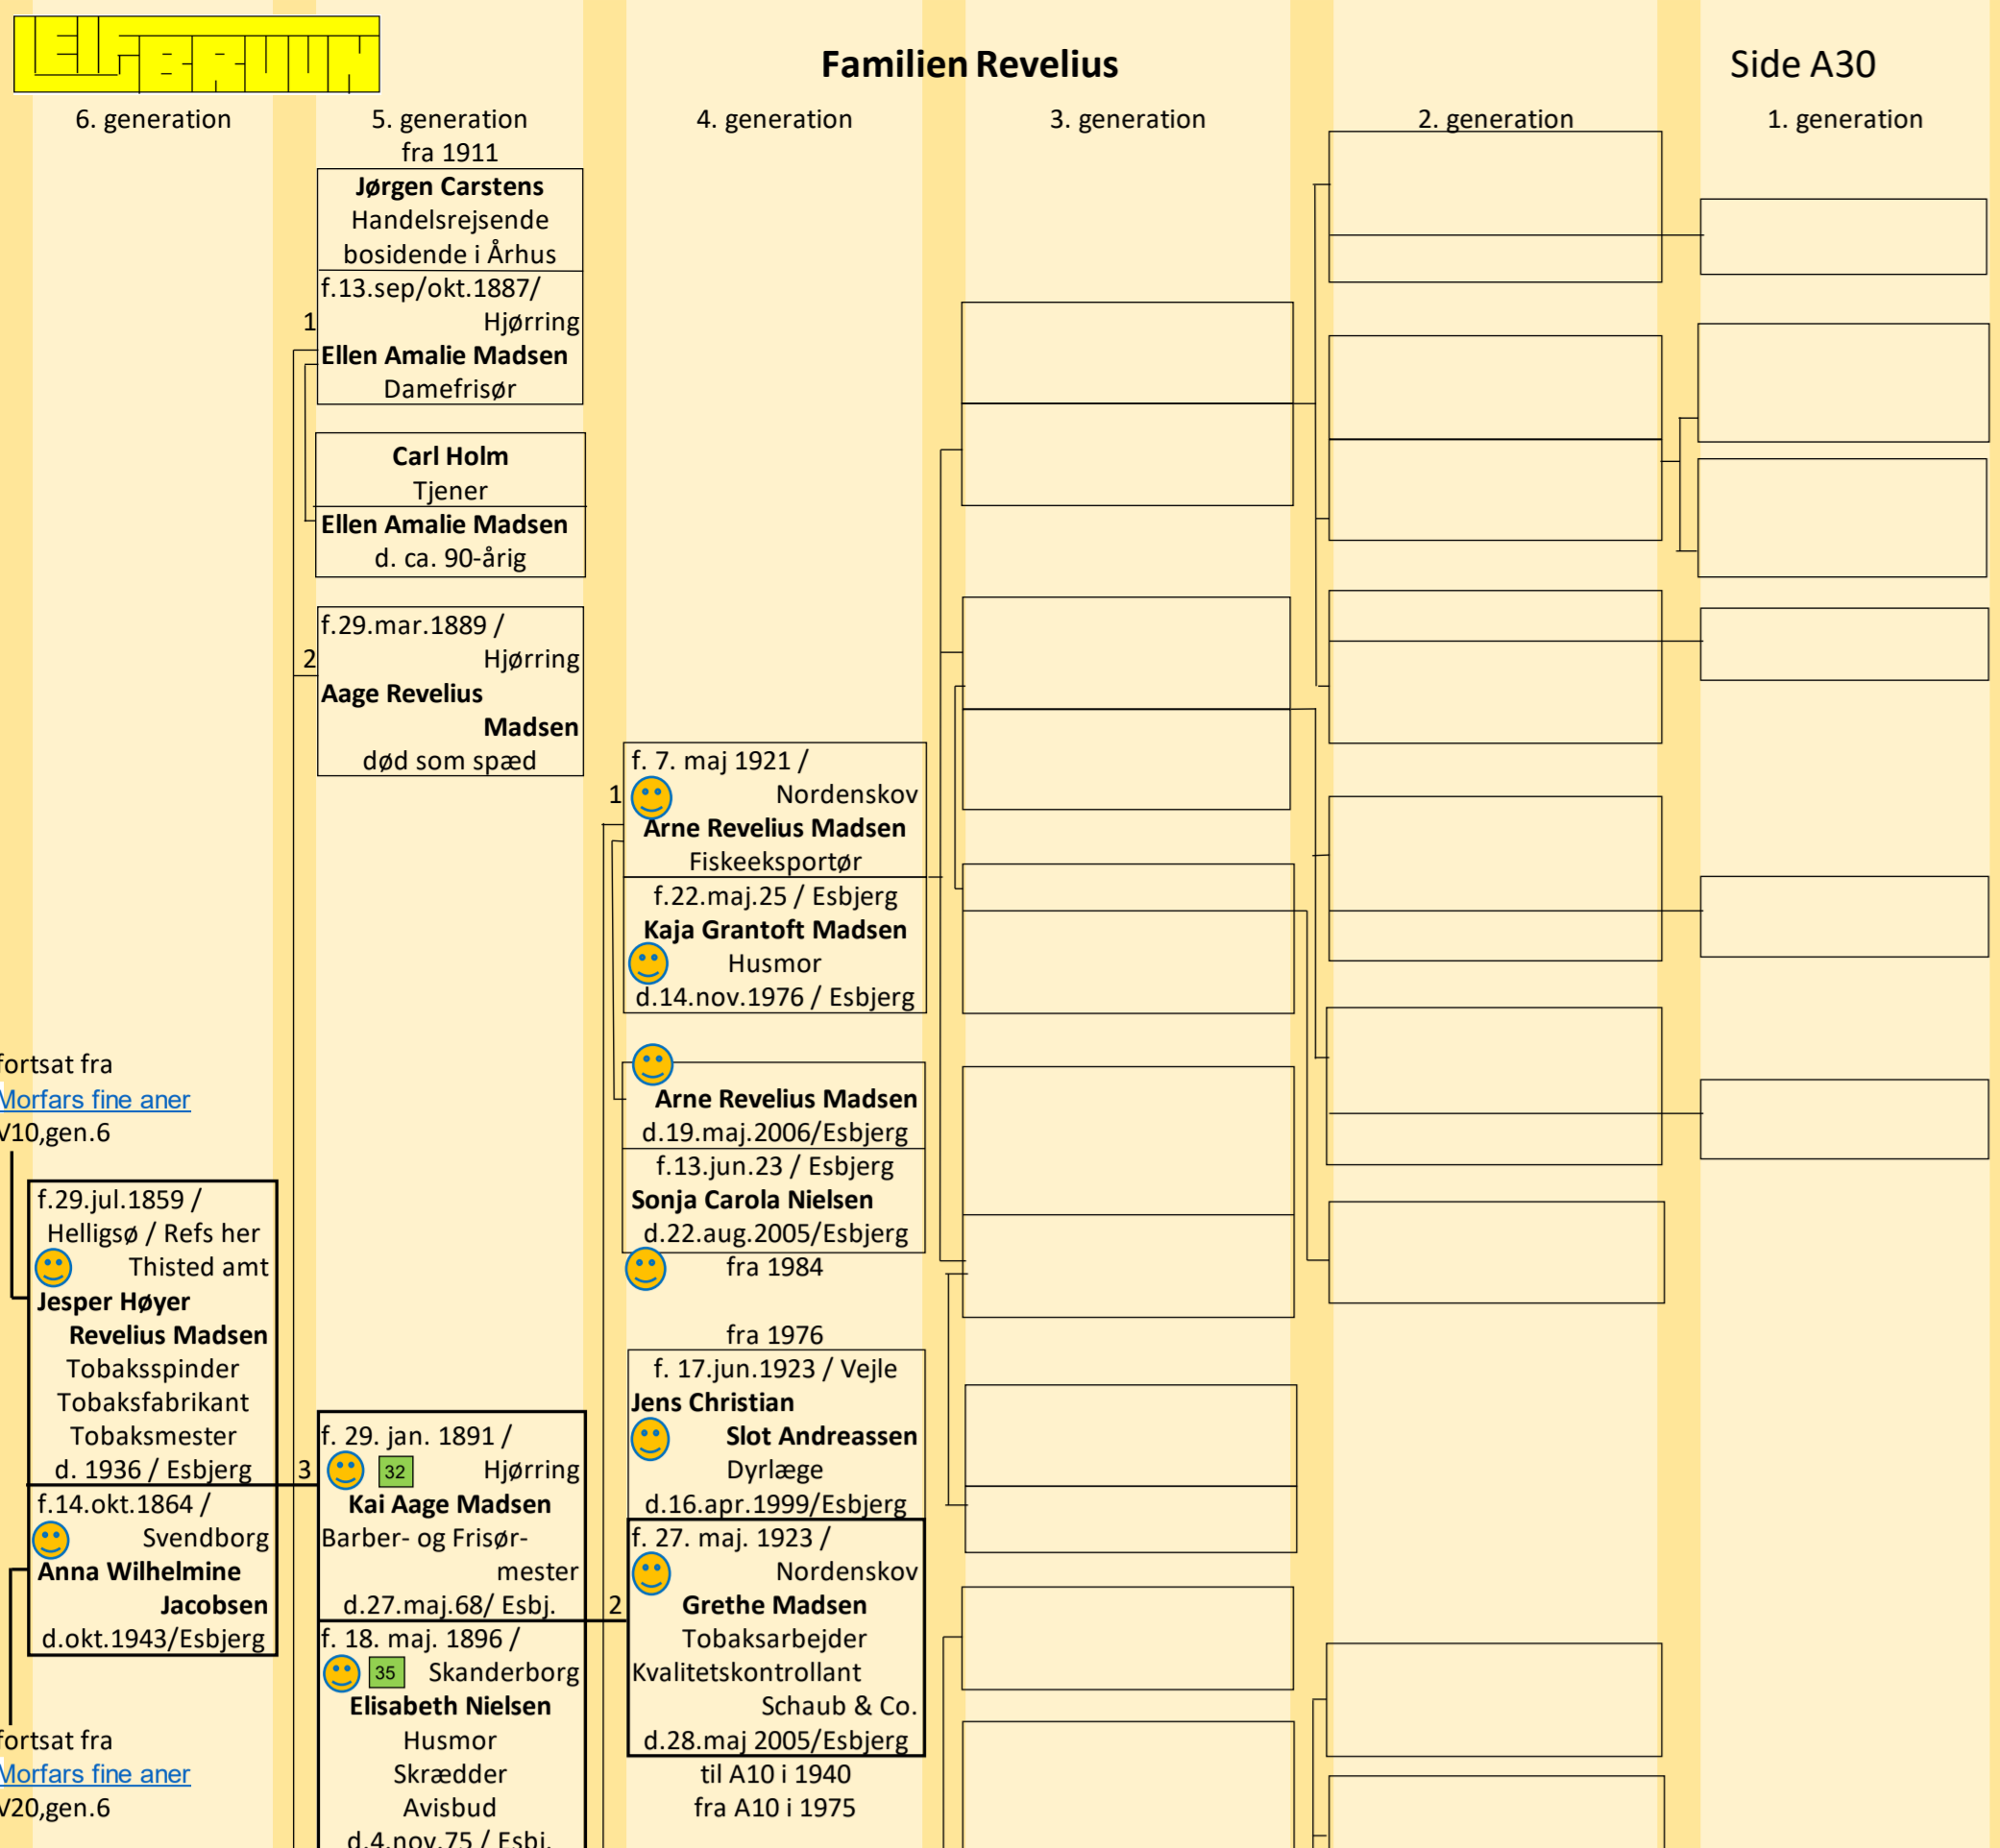 LEIF
BRUUN
Familien Revelius
Side A30
6. generation
5. generation
4. generation
3. generation
2. generation
1. generation
fra 1911
Jørgen Carstens
Handelsrejsende
bosidende i Århus
f.13.sep/okt.1887/
1
Hjørring
Ellen Amalie Madsen
Damefrisør
Carl Holm
Tjener
Ellen Amalie Madsen
d. ca. 90-årig
f.29.mar.1889 /
2
Hjørring
Aage Revelius
Madsen
død som spæd
f. 7. maj 1921 /
1
Nordenskov
Arne Revelius Madsen
Fiskeeksportør
f.22.maj.25 / Esbjerg
Kaja Grantoft Madsen
Husmor
d.14.nov.1976 / Esbjerg
Arne Revelius Madsen
d.19.maj.2006/Esbjerg
f.13.jun.23 / Esbjerg
Sonja Carola Nielsen
d.22.aug.2005/Esbjerg
fra 1984
fortsat fra
Morfars fine aner
V10,gen.6
f.29.jul.1859 /
Helligsø / Refs her
Thisted amt
Jesper Høyer
Revelius Madsen
Tobaksspinder
Tobaksfabrikant
Tobaksmester
d. 1936 / Esbjerg
f.14.okt.1864 /
Svendborg
Anna Wilhelmine
Jacobsen
d.okt.1943/Esbjerg
fortsat fra
Morfars fine aner
V20,gen.6
f. 29. jan. 1891 /
3
32
Hjørring
Kai Aage Madsen
Barber- og Frisør-
mester
d.27.maj.68/ Esbj.
f. 18. maj. 1896 /
35
Skanderborg
Elisabeth Nielsen
Husmor
Skrædder
Avisbud
d.4.nov.75 / Esbj.
fra 1976
f. 17.jun.1923 / Vejle
Jens Christian
Slot Andreassen
Dyrlæge
d.16.apr.1999/Esbjerg
f. 27. maj. 1923 /
Nordenskov
2
Grethe Madsen
Tobaksarbejder
Kvalitetskontrollant
Schaub & Co.
d.28.maj 2005/Esbjerg
til A10 i 1940
fra A10 i 1975